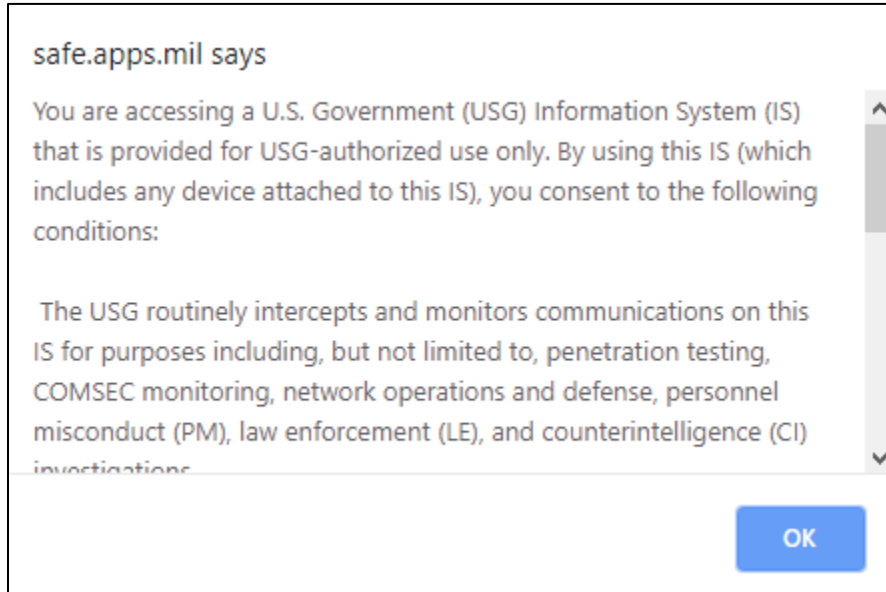 safe.apps.mil says
You are accessing a U.S. Government (USG) Information System (IS)
that is provided for USG-authorized use only. By using this IS (which
includes any device attached to this IS), you consent to the following
conditions:
The USG routinely intercepts and monitors communications on this
IS for purposes including, but not limited to, penetration testing,
COMSEC monitoring, network operations and defense, personnel
misconduct (PM), law enforcement (LE), and counterintelligence (CI)
investigations
OK